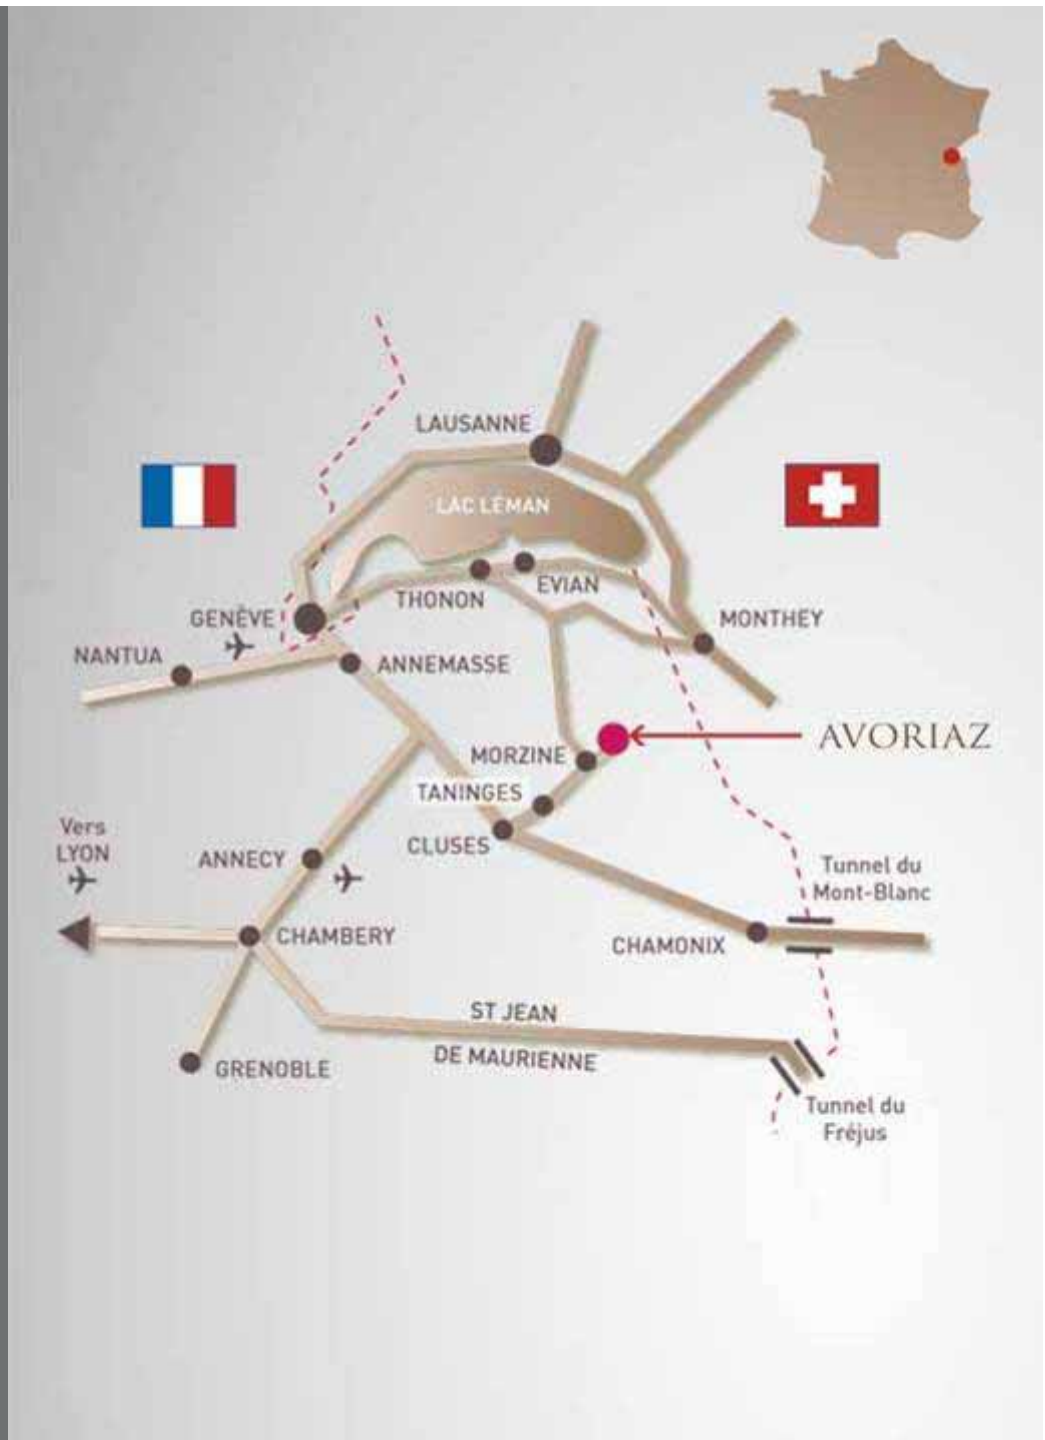 LAUSANNE
LAC LÉMAN
EVIAN
THONON
GENÈVE
MONTHEY
NANTUA
ANNEMASSE
AVORIAZ
MORZINE
TANINGES
CLUSES
Vers
LYON
ANNECY
Tunnel du
Mont-Blanc
CHAMBERY
CHAMONIX
ST JEAN
DE MAURIENNE
GRENOBLE
Tunnel du
Fréjus